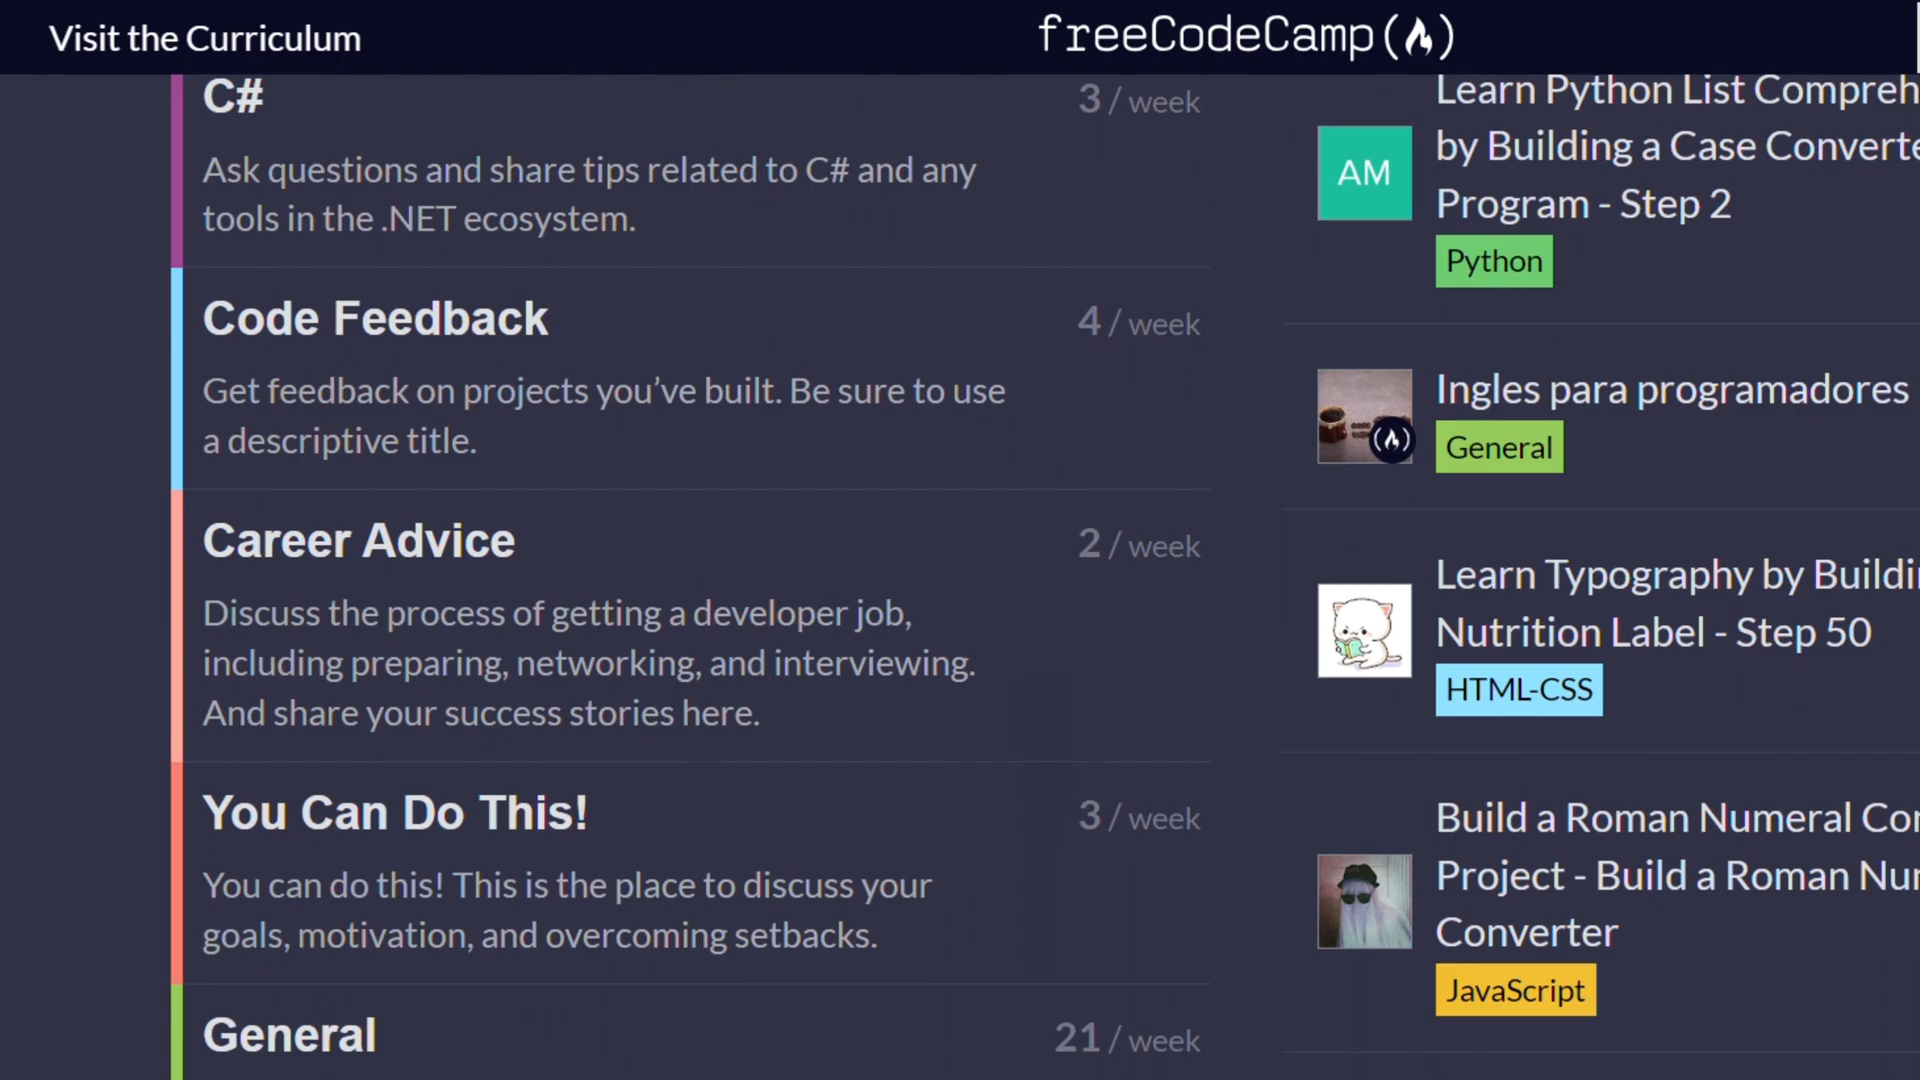 Visit the Curriculum
freeCodeCamp
C#
3 / week
Ask questions and share tips related to C# and any
tools in the .NET ecosystem.
Code Feedback
4 / week
Get feedback on projects you’ve built. Be sure to use
a descriptive title.
Career Advice
2 / week
Discuss the process of getting a developer job,
including preparing, networking, and interviewing.
And share your success stories here.
You Can Do This!
3 / week
You can do this! This is the place to discuss your
goals, motivation, and overcoming setbacks.
General
21 / week
Learn Python List Compreh
by Building a Case Converte
AM
Program - Step 2
Python
Ingles para programadores
General
Learn Typography by Buildi
Nutrition Label - Step 50
HTML-CSS
Build a Roman Numeral Con
Project - Build a Roman Num
Converter
JavaScript